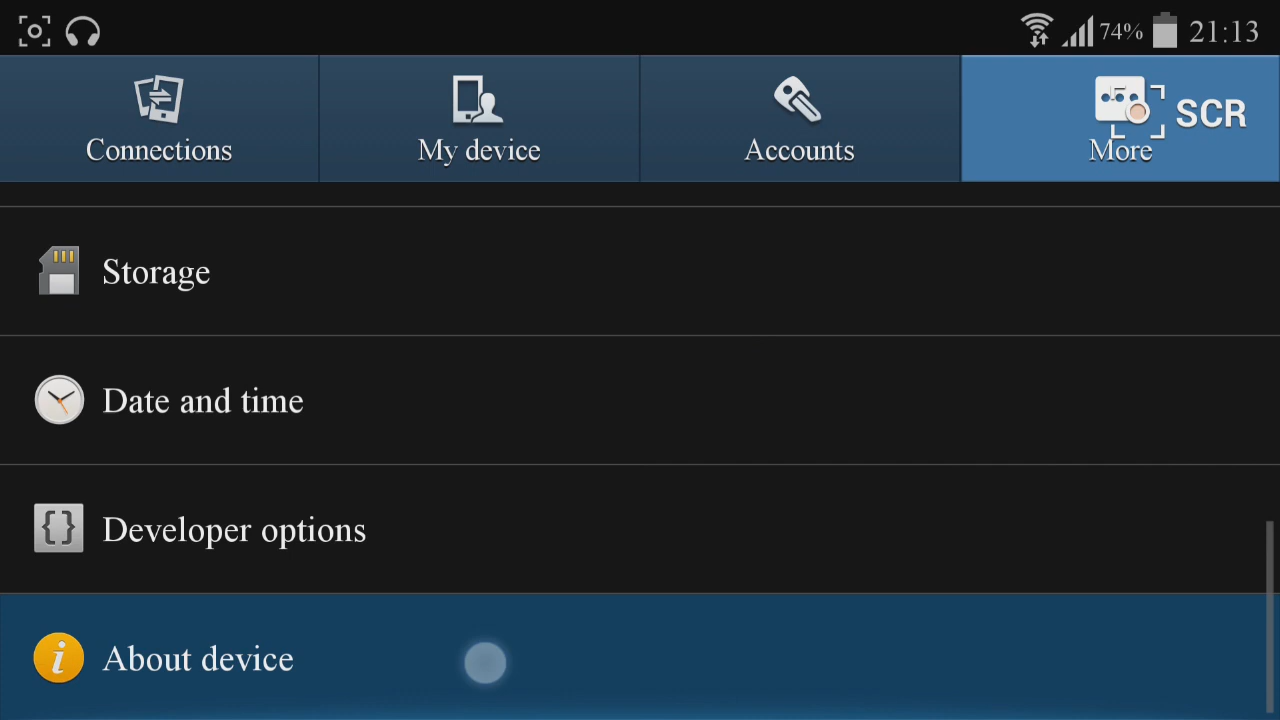 74% 21:13
Connections My device Accounts More SCR
Storage
Date and time
Developer options
About device